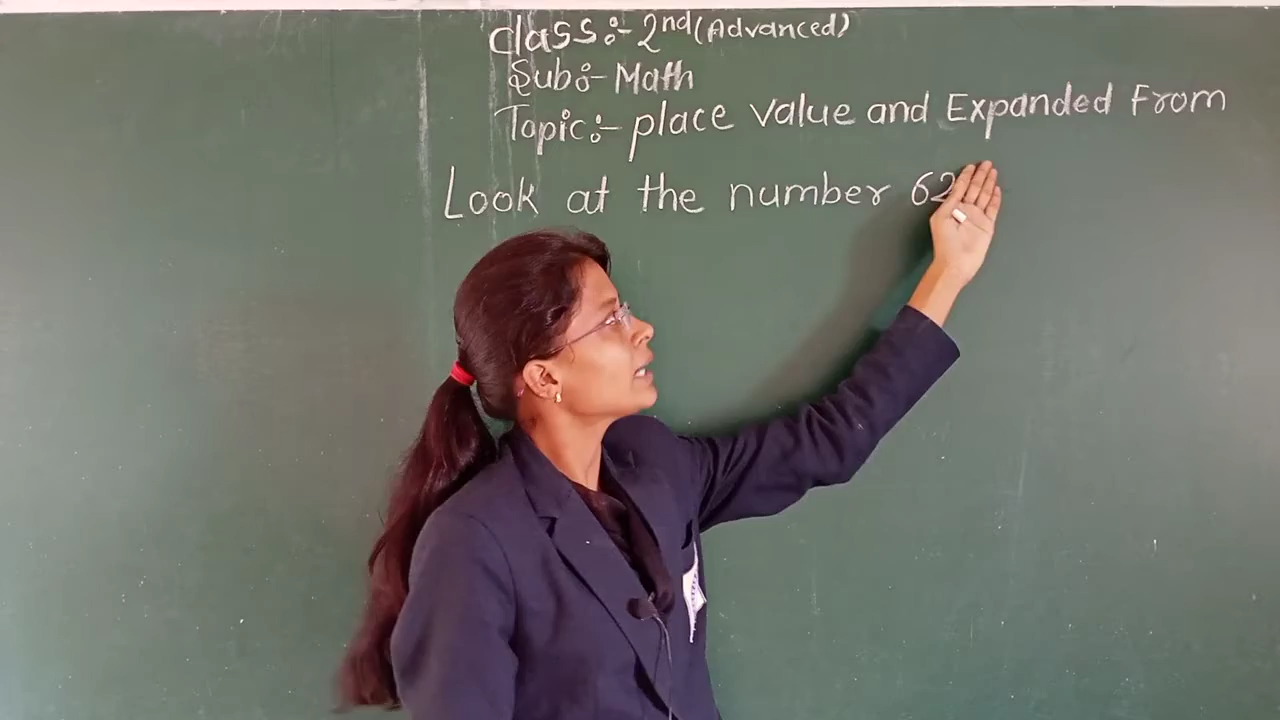 Class:- 2nd (Advanced)
Sub:- Math
Topic:- place value and Expanded From
Look at the number 62